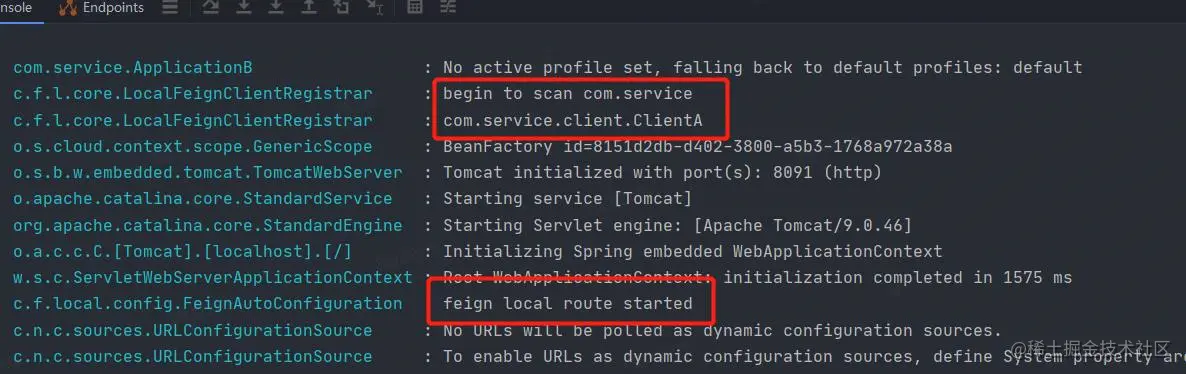 nsole Endpoints
com.service.ApplicationB : No active profile set, falling back to default profiles: default
c.f.l.core.LocalFeignClientRegistrar : begin to scan com.service
c.f.l.core.LocalFeignClientRegistrar : com.service.client.ClientA
o.s.cloud.context.scope.GenericScope : BeanFactory id=8151d2db-d402-3800-a5b3-1768a972a38a
o.s.b.w.embedded.tomcat.TomcatWebServer : Tomcat initialized with port(s): 8091 (http)
o.apache.catalina.core.StandardService : Starting service [Tomcat]
org.apache.catalina.core.StandardEngine : Starting Servlet engine: [Apache Tomcat/9.0.46]
o.a.c.c.C.[Tomcat].[localhost].[/] : Initializing Spring embedded WebApplicationContext
w.s.c.ServletWebServerApplicationContext : Root WebApplicationContext: initialization completed in 1575 ms
c.f.local.config.FeignAutoConfiguration feign local route started
c.n.c.sources.URLConfigurationSource : No URLs will be polled as dynamic configuration sources.
c.n.c.sources.URLConfigurationSource : To enable URLs as dynamic configuration sources, define System property ar
@稀土掘金技术社区